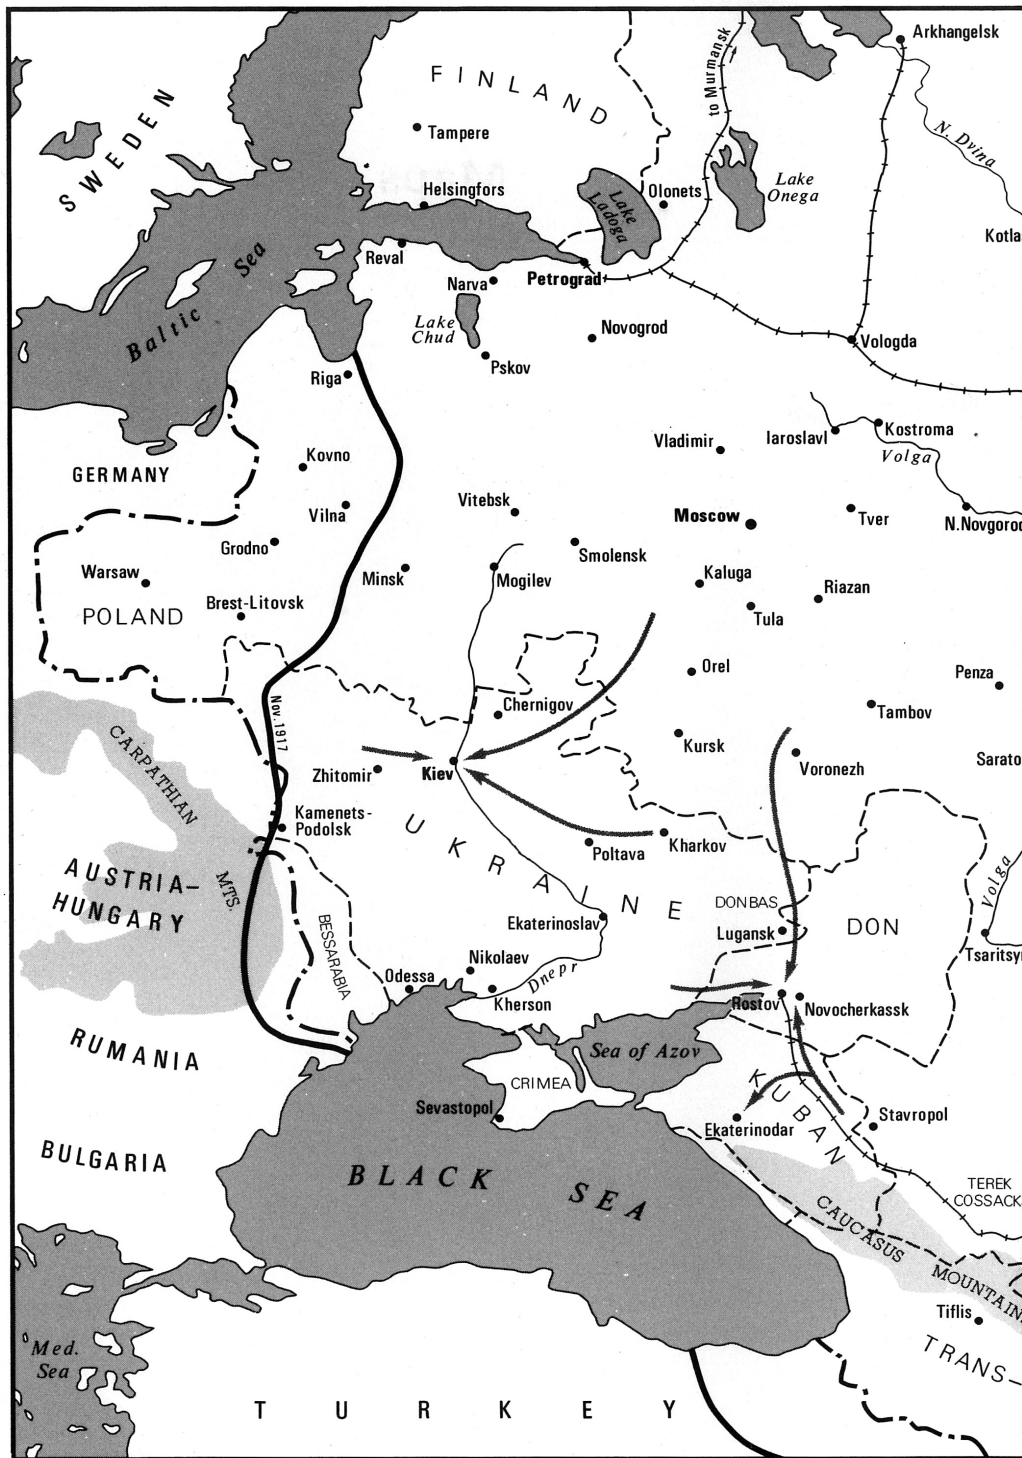 Arkhangelsk
FINLAND
to Murmansk
SWEDEN
Tampere
N. Dvina
Helsingfors
Lake
Ladoga
Olonets
Lake
Onega
Kotla
Baltic Sea
Reval
Narva
Petrograd
Lake
Chud
Novogrod
Vologda
Pskov
Riga
Vladimir
Iaroslavl
Kostroma
Volga
Kovno
GERMANY
Vilna
Vitebsk
Moscow
Tver
N.Novgorod
Grodno
Smolensk
Warsaw
Minsk
Mogilev
Kaluga
Riazan
POLAND
Brest-Litovsk
Tula
Orel
Penza
Nov. 1917
Chernigov
Tambov
CARPATHIAN
MTS.
Kursk
Zhitomir
Kiev
Voronezh
Sarato
Kamenets-
Podolsk
UKRAINE
Poltava
Kharkov
Volga
AUSTRIA–
HUNGARY
BESSARABIA
Ekaterinoslav
DONBAS
Lugansk
DON
Tsaritsyn
Nikolaev
Odessa
Dnepr
Kherson
Rostov
Novocherkassk
RUMANIA
Sea of Azov
CRIMEA
KUBAN
Sevastopol
Ekaterinodar
Stavropol
BULGARIA
BLACK SEA
TEREK
COSSACK
CAUCASUS
MOUNTAIN
Tiflis
TRANS–
Med.
Sea
TURKEY